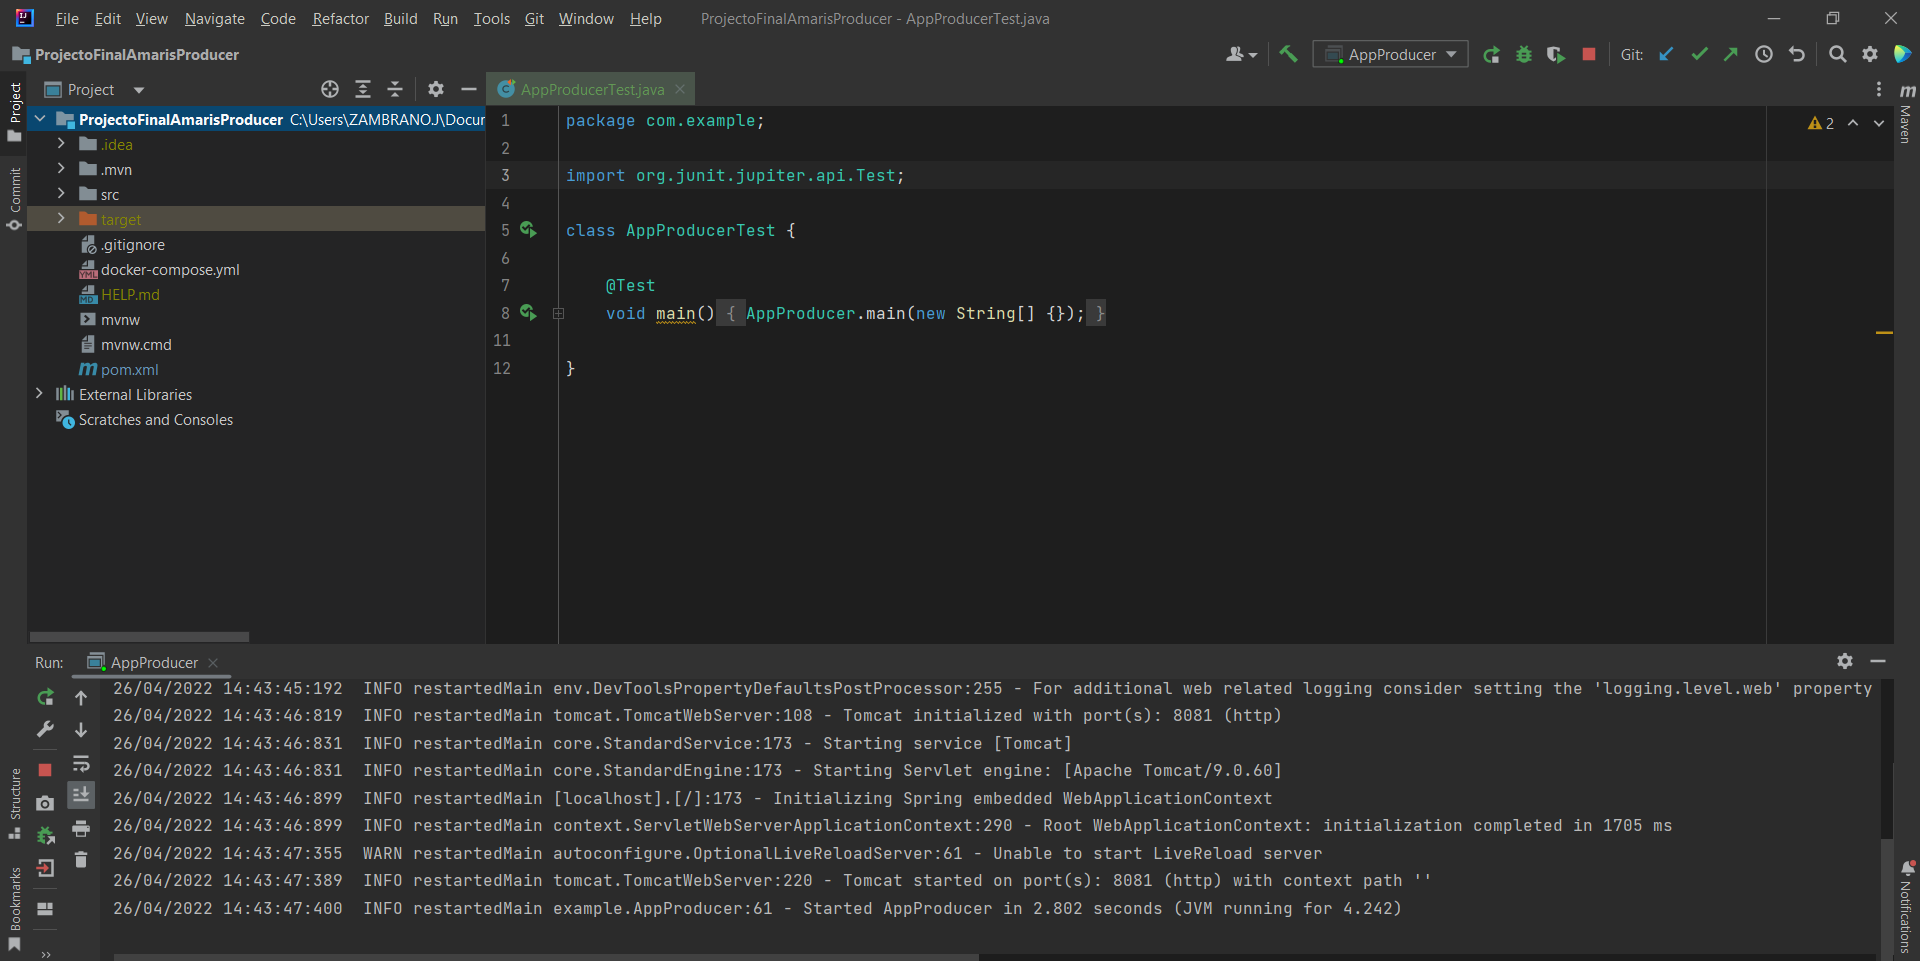 File Edit View Navigate Code Refactor Build Run Tools Git Window Help ProjectoFinalAmarisProducer - AppProducerTest.java
ProjectoFinalAmarisProducer AppProducer Git:
Project
AppProducerTest.java
ProjectoFinalAmarisProducer C:\Users\ZAMBRANO.J\Docur
.idea
.mvn
src
target
.gitignore
docker-compose.yml
HELP.md
mvnw
mvnw.cmd
pom.xml
External Libraries
Scratches and Consoles
Project
Commit
Structure
Bookmarks
1 package com.example;
2
3 import org.junit.jupiter.api.Test;
4
5 class AppProducerTest {
6
7 @Test
8 void main() { AppProducer.main(new String[] {}); }
11
12 }
2
Maven
Notifications
Run: AppProducer
26/04/2022 14:43:45:192 INFO restartedMain env.DevToolsPropertyDefaultsPostProcessor:255 - For additional web related logging consider setting the 'logging.level.web' property
26/04/2022 14:43:46:819 INFO restartedMain tomcat.TomcatWebServer:108 - Tomcat initialized with port(s): 8081 (http)
26/04/2022 14:43:46:831 INFO restartedMain core.StandardService:173 - Starting service [Tomcat]
26/04/2022 14:43:46:831 INFO restartedMain core.StandardEngine:173 - Starting Servlet engine: [Apache Tomcat/9.0.60]
26/04/2022 14:43:46:899 INFO restartedMain [localhost].[/]:173 - Initializing Spring embedded WebApplicationContext
26/04/2022 14:43:46:899 INFO restartedMain context.ServletWebServerApplicationContext:290 - Root WebApplicationContext: initialization completed in 1705 ms
26/04/2022 14:43:47:355 WARN restartedMain autoconfigure.OptionalLiveReloadServer:61 - Unable to start LiveReload server
26/04/2022 14:43:47:389 INFO restartedMain tomcat.TomcatWebServer:220 - Tomcat started on port(s): 8081 (http) with context path ''
26/04/2022 14:43:47:400 INFO restartedMain example.AppProducer:61 - Started AppProducer in 2.802 seconds (JVM running for 4.242)